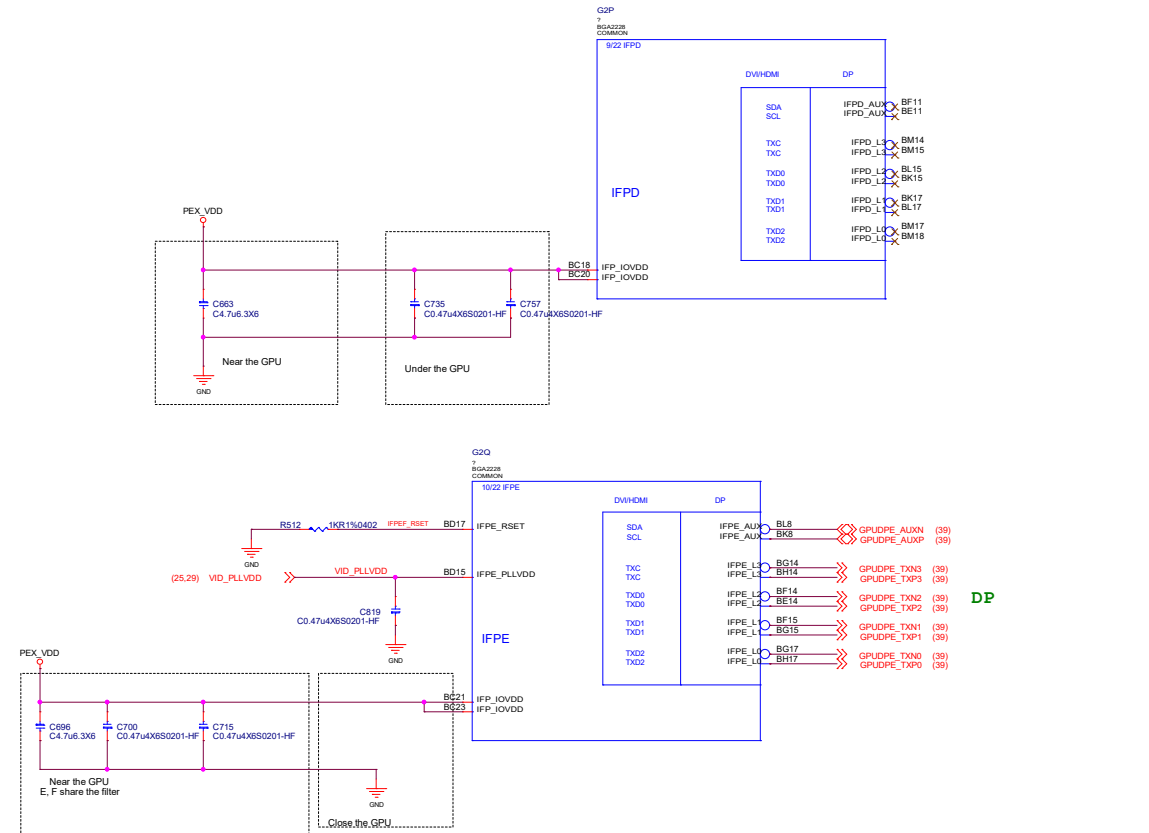 G2P
?
BGA2228
COMMON
9/22 IFPD
DVI/HDMI DP
SDA IFPD_AUX BF11
SCL IFPD_AUX BE11
TXC IFPD_L3 BM14
TXC IFPD_L3 BM15
TXD0 IFPD_L2 BL15
TXD0 IFPD_L2 BK15
TXD1 IFPD_L1 BK17
TXD1 IFPD_L1 BL17
TXD2 IFPD_L0 BM17
TXD2 IFPD_L0 BM18
IFPD
PEX_VDD
BC18 IFP_IOVDD
BC20 IFP_IOVDD
C663
C4.7u6.3X6
C735
C0.47u4X6S0201-HF
C757
C0.47u4X6S0201-HF
Near the GPU
Under the GPU
GND
G2Q
?
BGA2228
COMMON
10/22 IFPE
DVI/HDMI DP
R512 1KR1%0402 IFPEF_RSET BD17 IFPE_RSET
GND
(25,29) VID_PLLVDD VID_PLLVDD BD15 IFPE_PLLVDD
C819
C0.47u4X6S0201-HF
GND
SDA IFPE_AUX BL8 GPUDPE_AUXN (39)
SCL IFPE_AUX BK8 GPUDPE_AUXP (39)
TXC IFPE_L3 BG14 GPUDPE_TXN3 (39)
TXC IFPE_L3 BH14 GPUDPE_TXP3 (39)
TXD0 IFPE_L2 BF14 GPUDPE_TXN2 (39)
TXD0 IFPE_L2 BE14 GPUDPE_TXP2 (39)
TXD1 IFPE_L1 BF15 GPUDPE_TXN1 (39)
TXD1 IFPE_L1 BG15 GPUDPE_TXP1 (39)
TXD2 IFPE_L0 BG17 GPUDPE_TXN0 (39)
TXD2 IFPE_L0 BH17 GPUDPE_TXP0 (39)
DP
IFPE
PEX_VDD
BC21 IFP_IOVDD
BC23 IFP_IOVDD
C696
C4.7u6.3X6
C700
C0.47u4X6S0201-HF
C715
C0.47u4X6S0201-HF
Near the GPU
E, F share the filter
GND
Close the GPU